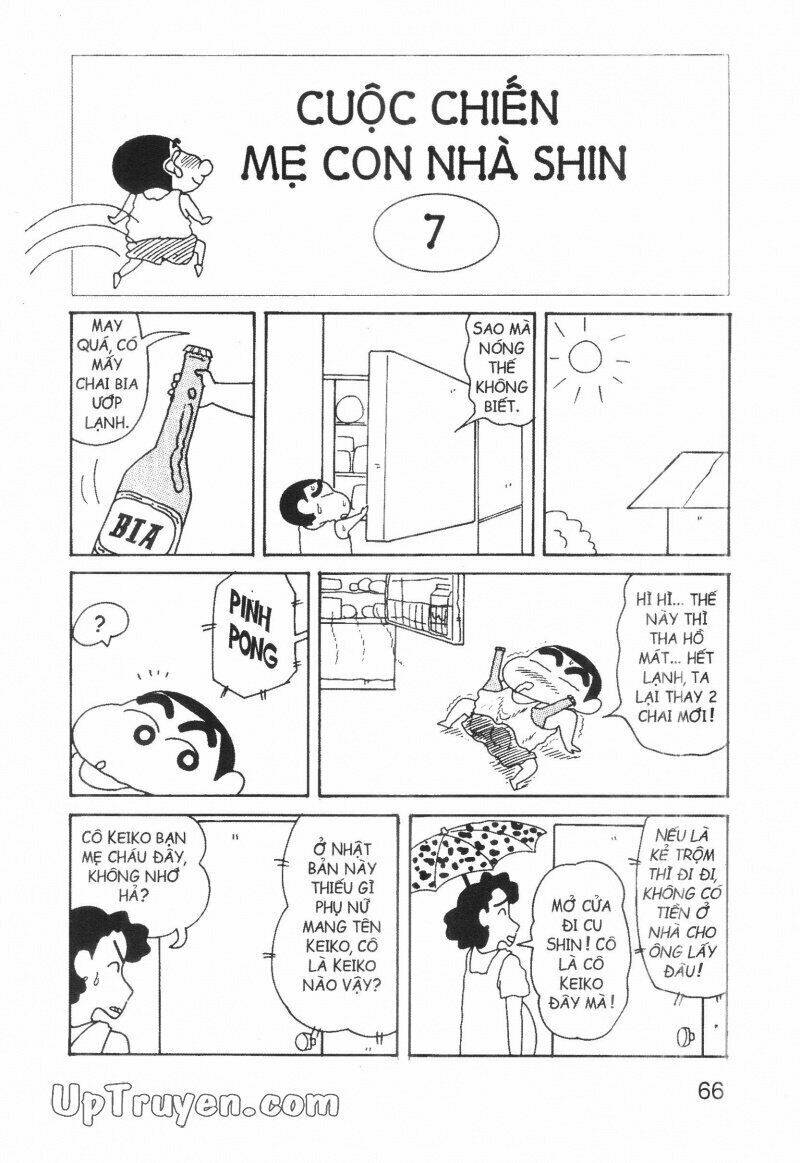 CUỘC CHIẾN
MẸ CON NHÀ SHIN
7
SAO MÀ
NÓNG
THẾ
KHÔNG
BIẾT.
MAY
QUÁ, CÓ
MẤY
CHAI BIA
ƯỚP
LẠNH.
BIA
HÌ HÌ... THẾ
NÀY THÌ
THA HỒ
MÁT... HẾT
LẠNH, TA
LẠI THAY 2
CHAI MỚI!
PINH
PONG
?
NẾU LÀ
KẺ TRỘM
THÌ ĐI ĐI,
KHÔNG CÓ
TIỀN Ở
NHÀ CHO
ÔNG LẤY
ĐÂU!
MỞ CỬA
ĐI CU
SHIN! CÔ
LÀ CÔ
KEIKO
ĐÂY MÀ!
Ở NHẬT
BẢN NÀY
THIẾU GÌ
PHỤ NỮ
MANG TÊN
KEIKO, CÔ
LÀ KEIKO
NÀO VẬY?
CÔ KEIKO BẠN
MẸ CHÁU ĐÂY,
KHÔNG NHƠ
HẢ?
UpTruyen.com
66